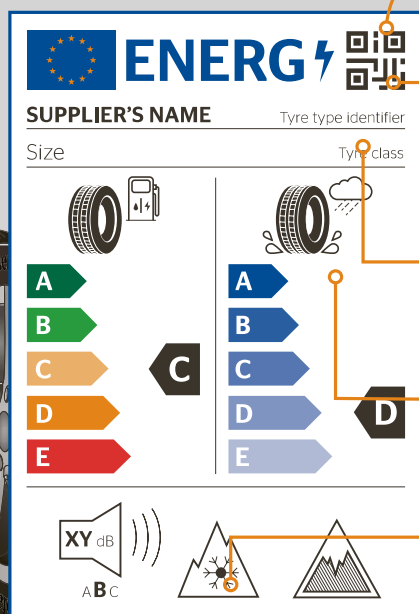 ENERG
SUPPLIER'S NAME Tyre type identifier
Size Tyre class
A A
B B
C C C
D D D
E E
XY dB
ABC